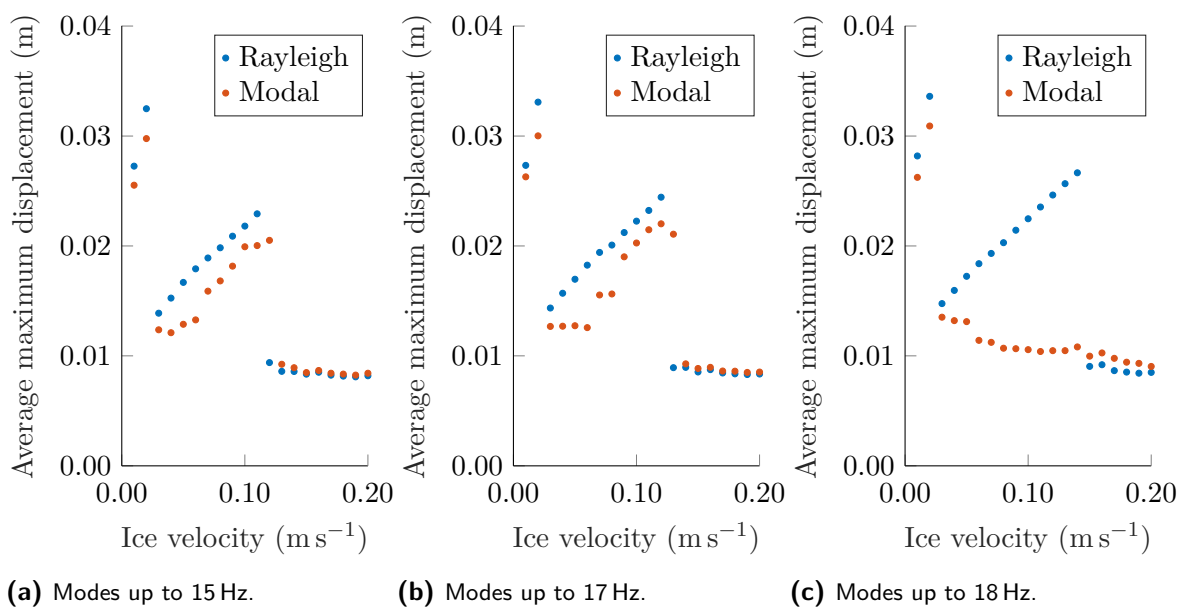 0.04
0.03
0.02
0.01
0.00
0.00 0.10 0.20
Average maximum displacement (m)
Ice velocity (m s⁻¹)
Rayleigh
Modal
(a) Modes up to 15 Hz.
0.04
0.03
0.02
0.01
0.00
0.00 0.10 0.20
Average maximum displacement (m)
Ice velocity (m s⁻¹)
Rayleigh
Modal
(b) Modes up to 17 Hz.
0.04
0.03
0.02
0.01
0.00
0.00 0.10 0.20
Average maximum displacement (m)
Ice velocity (m s⁻¹)
Rayleigh
Modal
(c) Modes up to 18 Hz.